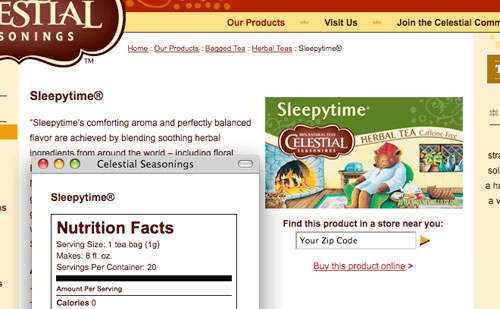 ELESTIAL
EASONINGS
TM
Our Products • Visit Us • Join the Celestial Comm
Home : Our Products : Bagged Tea : Herbal Teas : Sleepytime®
Sleepytime®
"Sleepytime's comforting aroma and perfectly balanced
flavor are achieved by blending soothing herbal
ingredients from around the world – including floral
Sleepytime®
100% NATURAL TEAS
CELESTIAL
SEASONINGS
HERBAL TEA Caffeine Free
Find this product in a store near you:
Your Zip Code
Buy this product online >
Celestial Seasonings
Sleepytime®
Nutrition Facts
Serving Size: 1 tea bag (1g)
Makes: 8 fl. oz.
Servings Per Container: 20
Amount Per Serving
Calories 0
T
stra
sol
a ha
a v